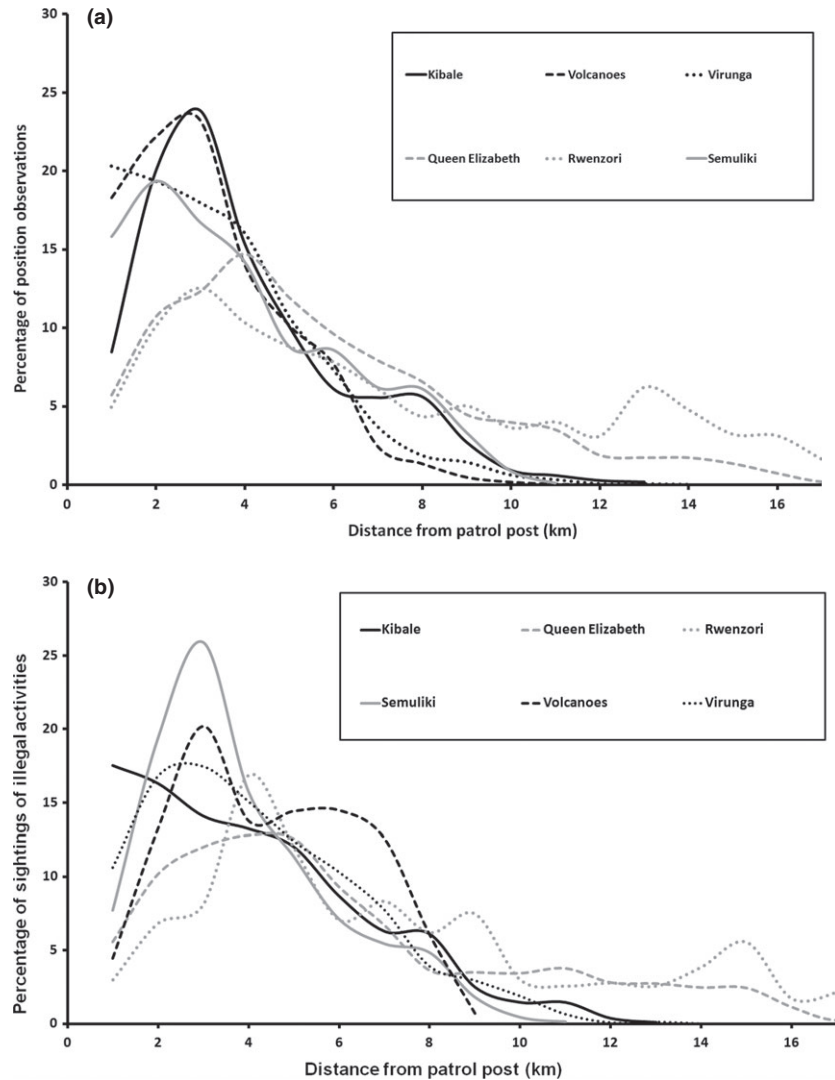 (a)
Kibale Volcanoes Virunga
Queen Elizabeth Rwenzori Semuliki
30
25
20
15
10
5
0
Percentage of position observations
0 2 4 6 8 10 12 14 16
Distance from patrol post (km)
(b)
Kibale Queen Elizabeth Rwenzori
Semuliki Volcanoes Virunga
30
25
20
15
10
5
0
Percentage of sightings of illegal activities
0 2 4 6 8 10 12 14 16
Distance from patrol post (km)